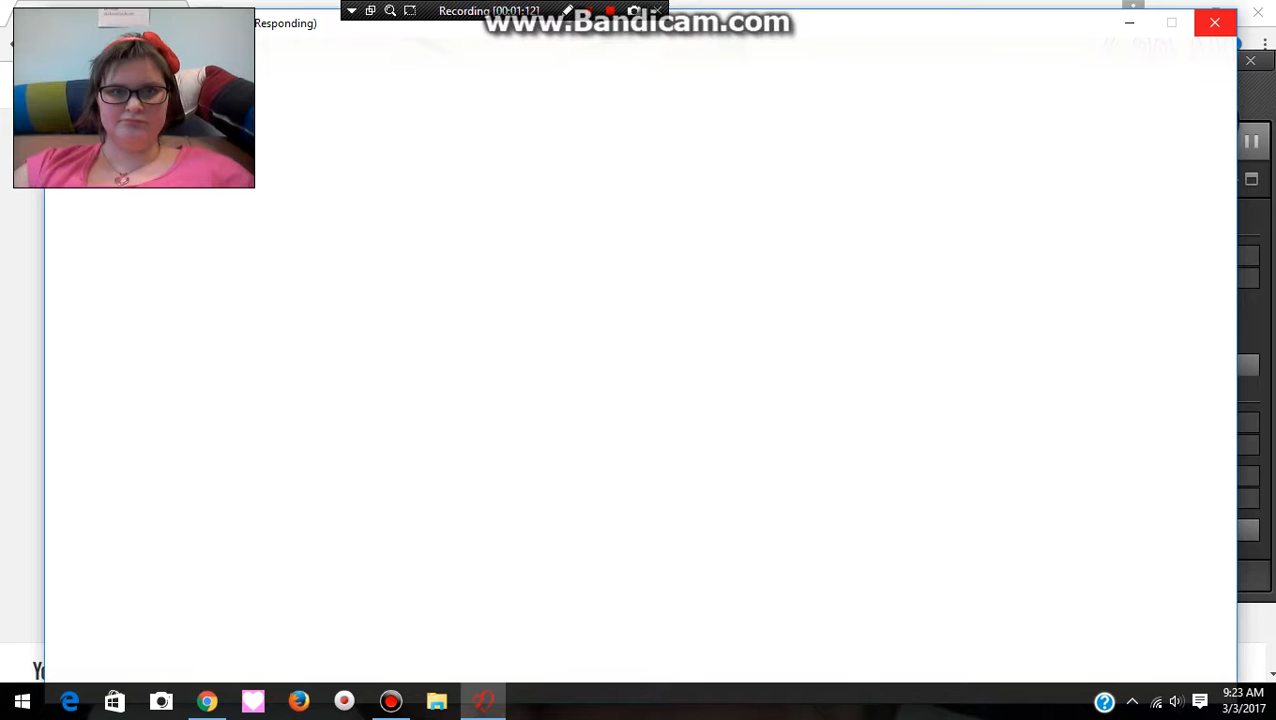 Responding)
Recording [00:01:12]
www.Bandicam.com
9:23 AM
3/3/2017